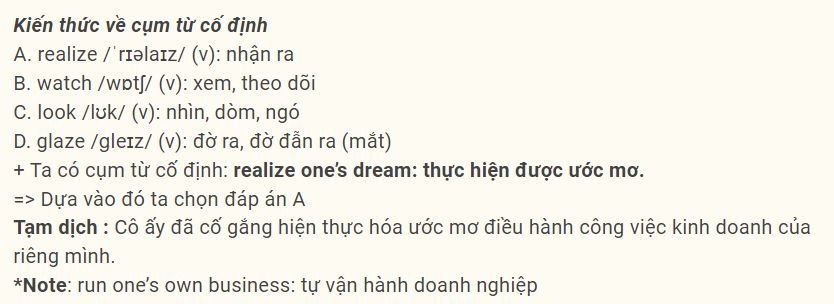 Kiến thức về cụm từ cố định
A. realize /ˈrɪəlaɪz/ (v): nhận ra
B. watch /wɒtʃ/ (v): xem, theo dõi
C. look /lʊk/ (v): nhìn, dòm, ngó
D. glaze /ɡleɪz/ (v): đờ ra, đờ đẫn ra (mắt)
+ Ta có cụm từ cố định: realize one’s dream: thực hiện được ước mơ.
=> Dựa vào đó ta chọn đáp án A
Tạm dịch : Cô ấy đã cố gắng hiện thực hóa ước mơ điều hành công việc kinh doanh của
riêng mình.
*Note: run one’s own business: tự vận hành doanh nghiệp